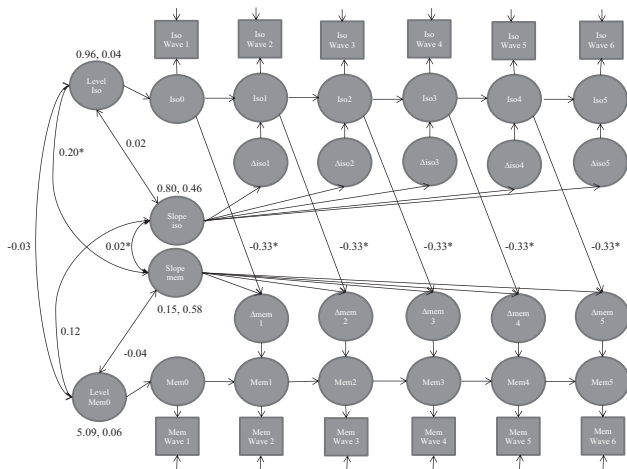 Iso
Wave 1
Iso
Wave 2
Iso
Wave 3
Iso
Wave 4
Iso
Wave 5
Iso
Wave 6
0.96, 0.04
Level
Iso
Iso0
Iso1
Iso2
Iso3
Iso4
Iso5
0.02
0.20*
Δiso1
Δiso2
Δiso3
Δiso4
Δiso5
0.80, 0.46
Slope
iso
-0.03
0.02*
-0.33*
-0.33*
-0.33*
-0.33*
-0.33*
Slope
mem
0.15, 0.58
0.12
Δmem
1
Δmem
2
Δmem
3
Δmem
4
Δmem
5
-0.04
Level
Mem0
Mem0
Mem1
Mem2
Mem3
Mem4
Mem5
5.09, 0.06
Mem
Wave 1
Mem
Wave 2
Mem
Wave 3
Mem
Wave 4
Mem
Wave 5
Mem
Wave 6